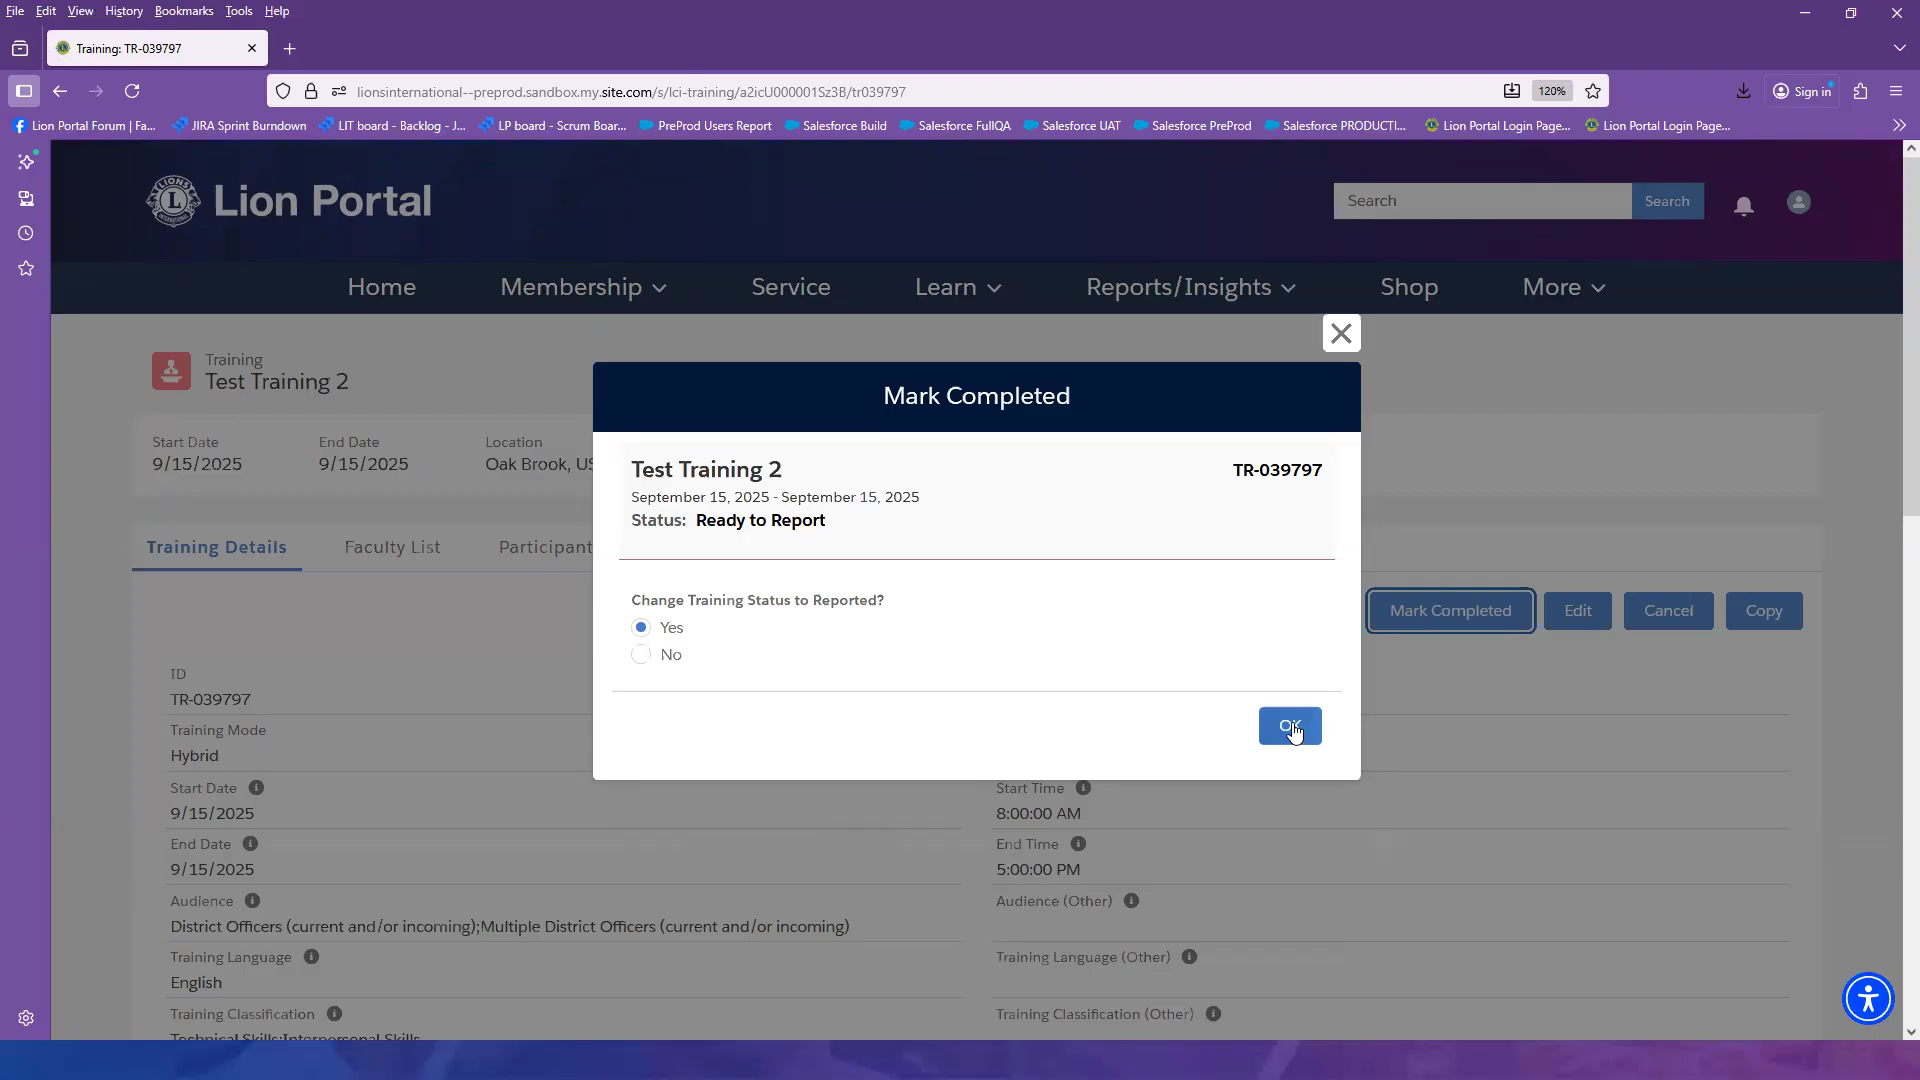 File Edit View History Bookmarks Tools Help
Training: TR-039797
lionsinternational--preprod.sandbox.my.site.com/s/lci-training/a2icU000001Sz3B/tr039797
120%
Sign in
Lion Portal Forum | Fa...
JIRA Sprint Burndown
LIT board - Backlog - J...
LP board - Scrum Boar...
PreProd Users Report
Salesforce Build
Salesforce FullQA
Salesforce UAT
Salesforce PreProd
Salesforce PRODUCTI...
Lion Portal Login Page...
Lion Portal Login Page...
Lion Portal
Search
Search
Home
Membership
Service
Learn
Reports/Insights
Shop
More
Training
Test Training 2
Start Date
9/15/2025
End Date
9/15/2025
Location
Oak Brook, US
Training Details
Faculty List
Participant
Mark Completed
Edit
Cancel
Copy
Mark Completed
Test Training 2
TR-039797
September 15, 2025 - September 15, 2025
Status: Ready to Report
Change Training Status to Reported?
Yes
No
OK
ID
TR-039797
Training Mode
Hybrid
Start Date
9/15/2025
Start Time
8:00:00 AM
End Date
9/15/2025
End Time
5:00:00 PM
Audience
District Officers (current and/or incoming);Multiple District Officers (current and/or incoming)
Audience (Other)
Training Language
English
Training Language (Other)
Training Classification
Technical Skills;Interpersonal Skills
Training Classification (Other)